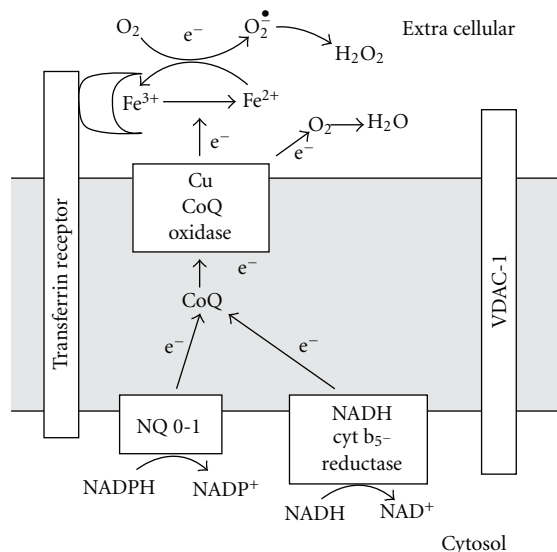 O₂
e⁻
O₂•⁻
H₂O₂
Extra cellular
Fe³⁺
Fe²⁺
e⁻
e⁻
O₂
H₂O
Cu
CoQ
oxidase
e⁻
CoQ
e⁻
e⁻
Transferrin receptor
VDAC-1
NQ 0-1
NADH
cyt b₅₋
reductase
NADPH
NADP⁺
NADH
NAD⁺
Cytosol